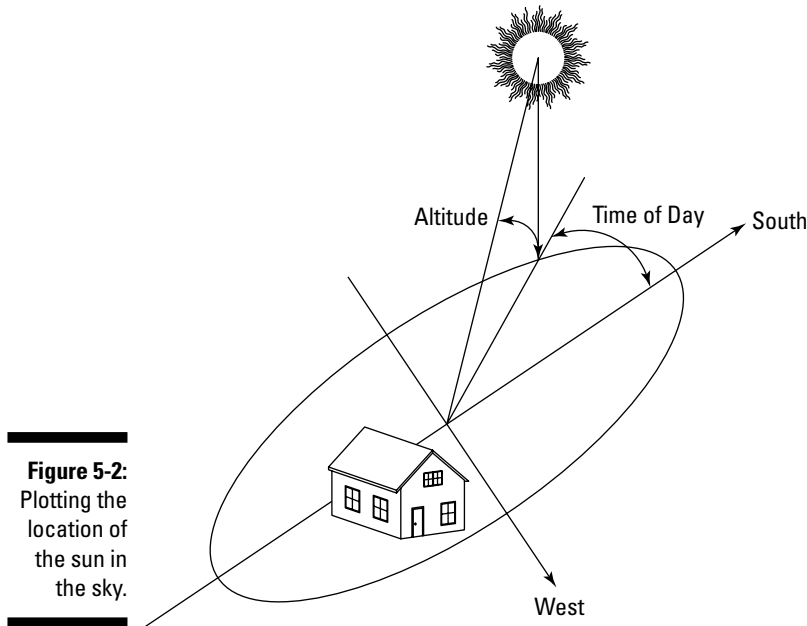 Altitude
Time of Day
South
Figure 5-2:
Plotting the
location of
the sun in
the sky.
West